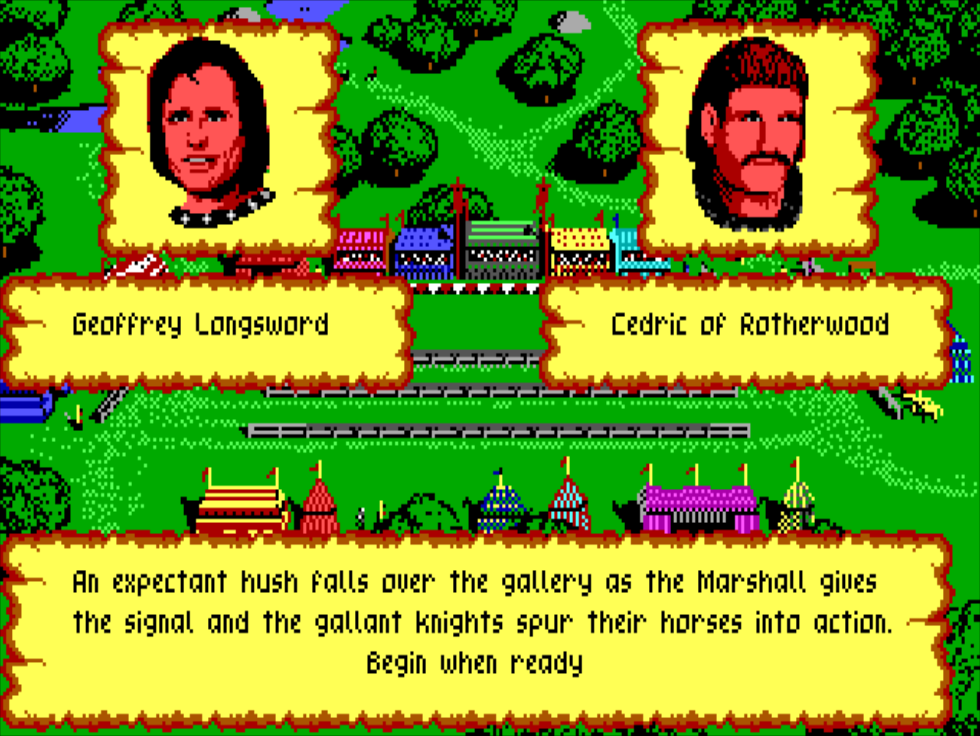 Geoffrey Longsword
Cedric of Rotherwood
An expectant hush falls over the gallery as the Marshall gives
the signal and the gallant knights spur their horses into action.
Begin when ready